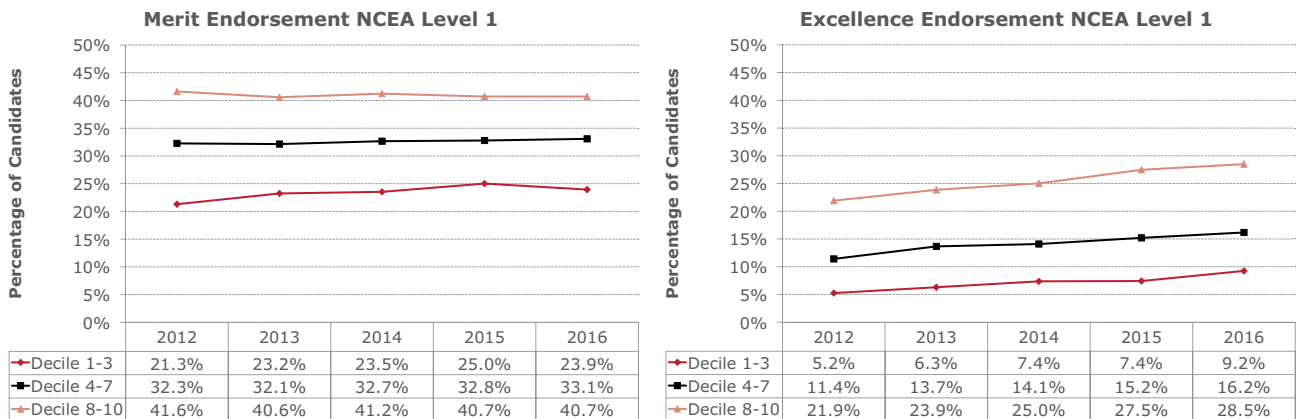 Merit Endorsement NCEA Level 1
Percentage of Candidates
50%
45%
40%
35%
30%
25%
20%
15%
10%
5%
0%
2012 2013 2014 2015 2016
Decile 1-3 21.3% 23.2% 23.5% 25.0% 23.9%
Decile 4-7 32.3% 32.1% 32.7% 32.8% 33.1%
Decile 8-10 41.6% 40.6% 41.2% 40.7% 40.7%
Excellence Endorsement NCEA Level 1
Percentage of Candidates
50%
45%
40%
35%
30%
25%
20%
15%
10%
5%
0%
2012 2013 2014 2015 2016
Decile 1-3 5.2% 6.3% 7.4% 7.4% 9.2%
Decile 4-7 11.4% 13.7% 14.1% 15.2% 16.2%
Decile 8-10 21.9% 23.9% 25.0% 27.5% 28.5%